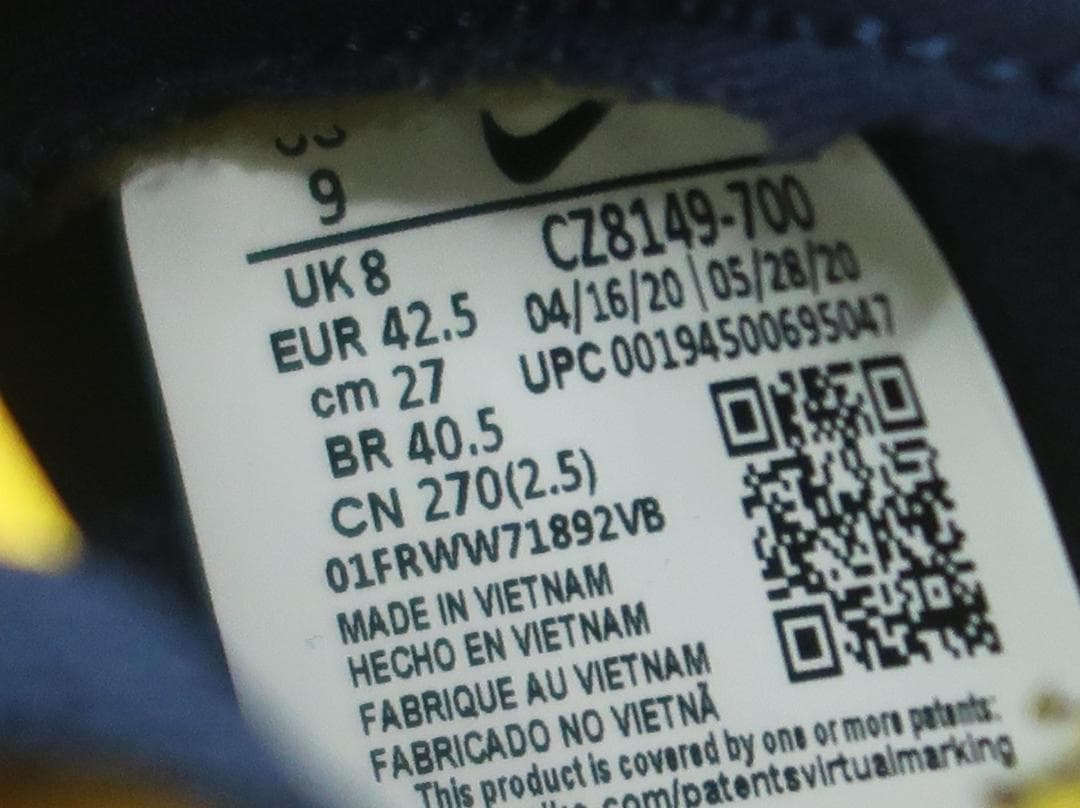 9
UK 8
EUR 42.5
cm 27
BR 40.5
CN 270(2.5)
01FRWW71892VB
CZ8149-700
04/16/20 | 05/28/20
UPC 00194500695047
MADE IN VIETNAM
HECHO EN VIETNAM
FABRIQUE AU VIETNAM
FABRICADO NO VIETNÃ
This product is covered by one or more patents:
.com/patentsvirtualmarking